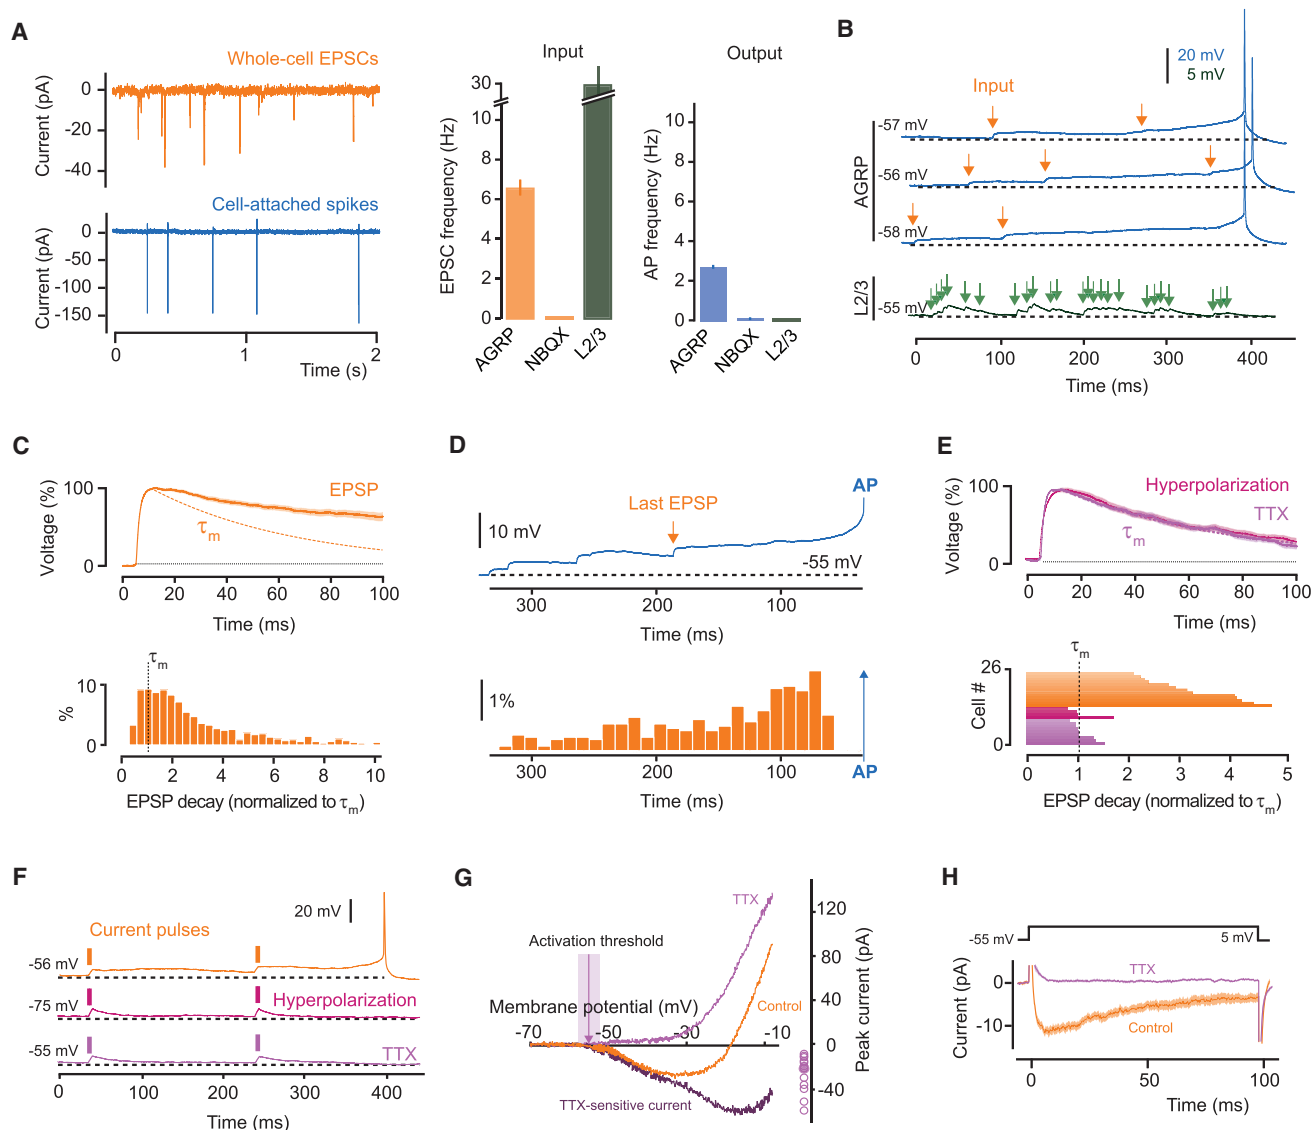 A
Whole-cell EPSCs
Current (pA)
0
-20
-40
Cell-attached spikes
Current (pA)
0
-50
-100
-150
0
1
2
Time (s)
Input
EPSC frequency (Hz)
30
10
8
6
4
2
0
AGRP
NBQX
L2/3
Output
AP frequency (Hz)
10
8
6
4
2
0
AGRP
NBQX
L2/3
B
20 mV
5 mV
Input
AGRP
-57 mV
-56 mV
-58 mV
L2/3
-55 mV
0
100
200
300
400
Time (ms)
C
Voltage (%)
100
0
EPSP
τm
0
20
40
60
80
100
Time (ms)
τm
%
10
0
0
2
4
6
8
10
EPSP decay (normalized to τm)
D
10 mV
Last EPSP
AP
-55 mV
300
200
100
Time (ms)
1%
300
200
100
AP
Time (ms)
E
Voltage (%)
100
0
Hyperpolarization
TTX
τm
0
20
40
60
80
100
Time (ms)
τm
Cell #
26
0
0
1
2
3
4
5
EPSP decay (normalized to τm)
F
20 mV
Current pulses
-56 mV
-75 mV
Hyperpolarization
-55 mV
TTX
0
100
200
300
400
Time (ms)
G
TTX
Activation threshold
Membrane potential (mV)
Control
-70
-50
-30
-10
TTX-sensitive current
120
80
40
0
-40
Peak current (pA)
H
-55 mV
5 mV
Current (pA)
0
-10
TTX
Control
0
50
100
Time (ms)